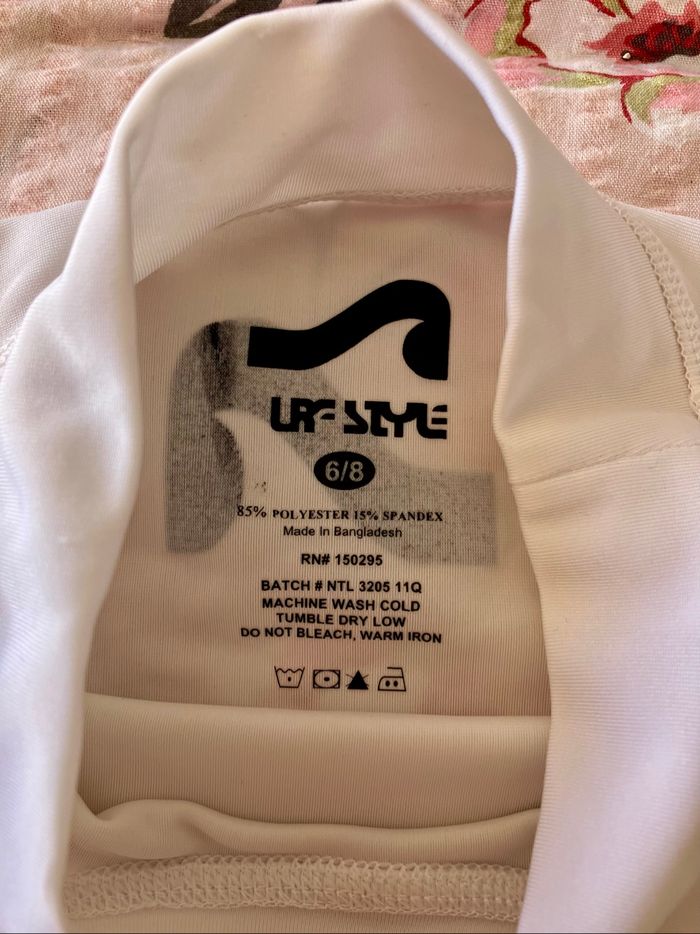 URF STYLE
6/8
85% POLYESTER 15% SPANDEX
Made In Bangladesh
RN# 150295
BATCH # NTL 3205 11Q
MACHINE WASH COLD
TUMBLE DRY LOW
DO NOT BLEACH, WARM IRON